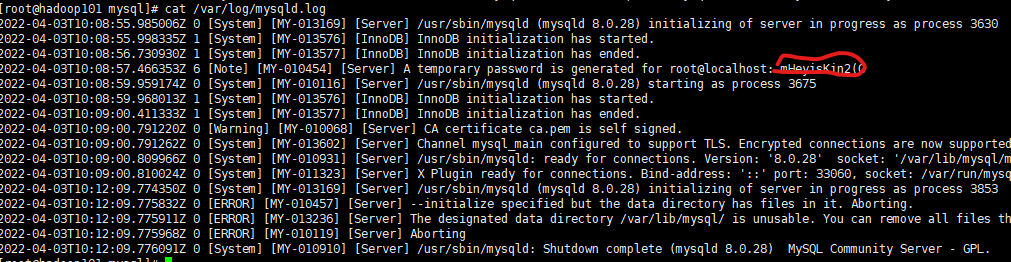 [root@hadoop101 mysql]# cat /var/log/mysqld.log
2022-04-03T10:08:55.985006Z 0 [System] [MY-013169] [Server] /usr/sbin/mysqld (mysqld 8.0.28) initializing of server in progress as process 3630
2022-04-03T10:08:55.998335Z 1 [System] [MY-013576] [InnoDB] InnoDB initialization has started.
2022-04-03T10:08:56.730930Z 1 [System] [MY-013577] [InnoDB] InnoDB initialization has ended.
2022-04-03T10:08:57.466353Z 6 [Note] [MY-010454] [Server] A temporary password is generated for root@localhost:
2022-04-03T10:08:59.959174Z 0 [System] [MY-010116] [Server] /usr/sbin/mysqld (mysqld 8.0.28) starting as process 3675
2022-04-03T10:08:59.968013Z 1 [System] [MY-013576] [InnoDB] InnoDB initialization has started.
2022-04-03T10:09:00.411333Z 1 [System] [MY-013577] [InnoDB] InnoDB initialization has ended.
2022-04-03T10:09:00.791220Z 0 [Warning] [MY-010068] [Server] CA certificate ca.pem is self signed.
2022-04-03T10:09:00.791262Z 0 [System] [MY-013602] [Server] Channel mysql_main configured to support TLS. Encrypted connections are now supported
2022-04-03T10:09:00.809966Z 0 [System] [MY-010931] [Server] /usr/sbin/mysqld: ready for connections. Version: '8.0.28'  socket: '/var/lib/mysql/m
2022-04-03T10:09:00.810024Z 0 [System] [MY-011323] [Server] X Plugin ready for connections. Bind-address: '::' port: 33060, socket: /var/run/mysq
2022-04-03T10:12:09.774350Z 0 [System] [MY-013169] [Server] /usr/sbin/mysqld (mysqld 8.0.28) initializing of server in progress as process 3853
2022-04-03T10:12:09.775832Z 0 [ERROR] [MY-010457] [Server] --initialize specified but the data directory has files in it. Aborting.
2022-04-03T10:12:09.775911Z 0 [ERROR] [MY-013236] [Server] The designated data directory /var/lib/mysql/ is unusable. You can remove all files th
2022-04-03T10:12:09.775968Z 0 [ERROR] [MY-010119] [Server] Aborting
2022-04-03T10:12:09.776091Z 0 [System] [MY-010910] [Server] /usr/sbin/mysqld: Shutdown complete (mysqld 8.0.28)  MySQL Community Server - GPL.
[root@hadoop101 mysql]#